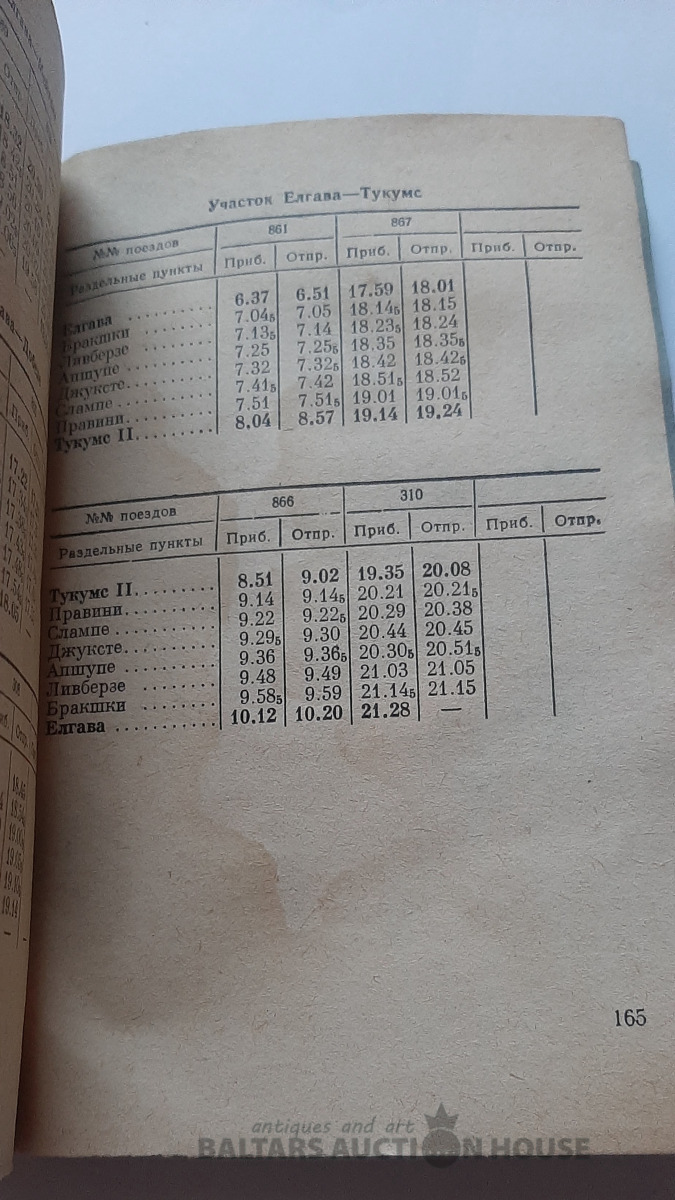 Участок Елгава—Тукумс
№№ поездов 861 867
Раздельные пункты Приб. Отпр. Приб. Отпр. Приб. Отпр.
Елгава ......... 6.37 6.51 17.59 18.01
Бракшки ........ 7.04₅ 7.05 18.14₅ 18.15
Ливберзе ........ 7.13₅ 7.14 18.23₅ 18.24
Апшупе ......... 7.25 7.25₅ 18.35 18.35₅
Джуксте ......... 7.32 7.32₅ 18.42 18.42₅
Слампе ......... 7.41₅ 7.42 18.51₅ 18.52
Правини ......... 7.51 7.51₅ 19.01 19.01₅
Тукумс II ........ 8.04 8.57 19.14 19.24
№№ поездов 866 310
Раздельные пункты Приб. Отпр. Приб. Отпр. Приб. Отпр.
Тукумс II ........ 8.51 9.02 19.35 20.08
Правини ......... 9.14 9.14₅ 20.21 20.21₅
Слампе .......... 9.22 9.22₅ 20.29 20.38
Джуксте ......... 9.29₅ 9.30 20.44 20.45
Апшупе ......... 9.36 9.36₅ 20.30₅ 20.51₅
Ливберзе ........ 9.48 9.49 21.03 21.05
Бракшки ........ 9.58₅ 9.59 21.14₅ 21.15
Елгава .......... 10.12 10.20 21.28 —
165
antiques and art
BALTARS AUCTION HOUSE